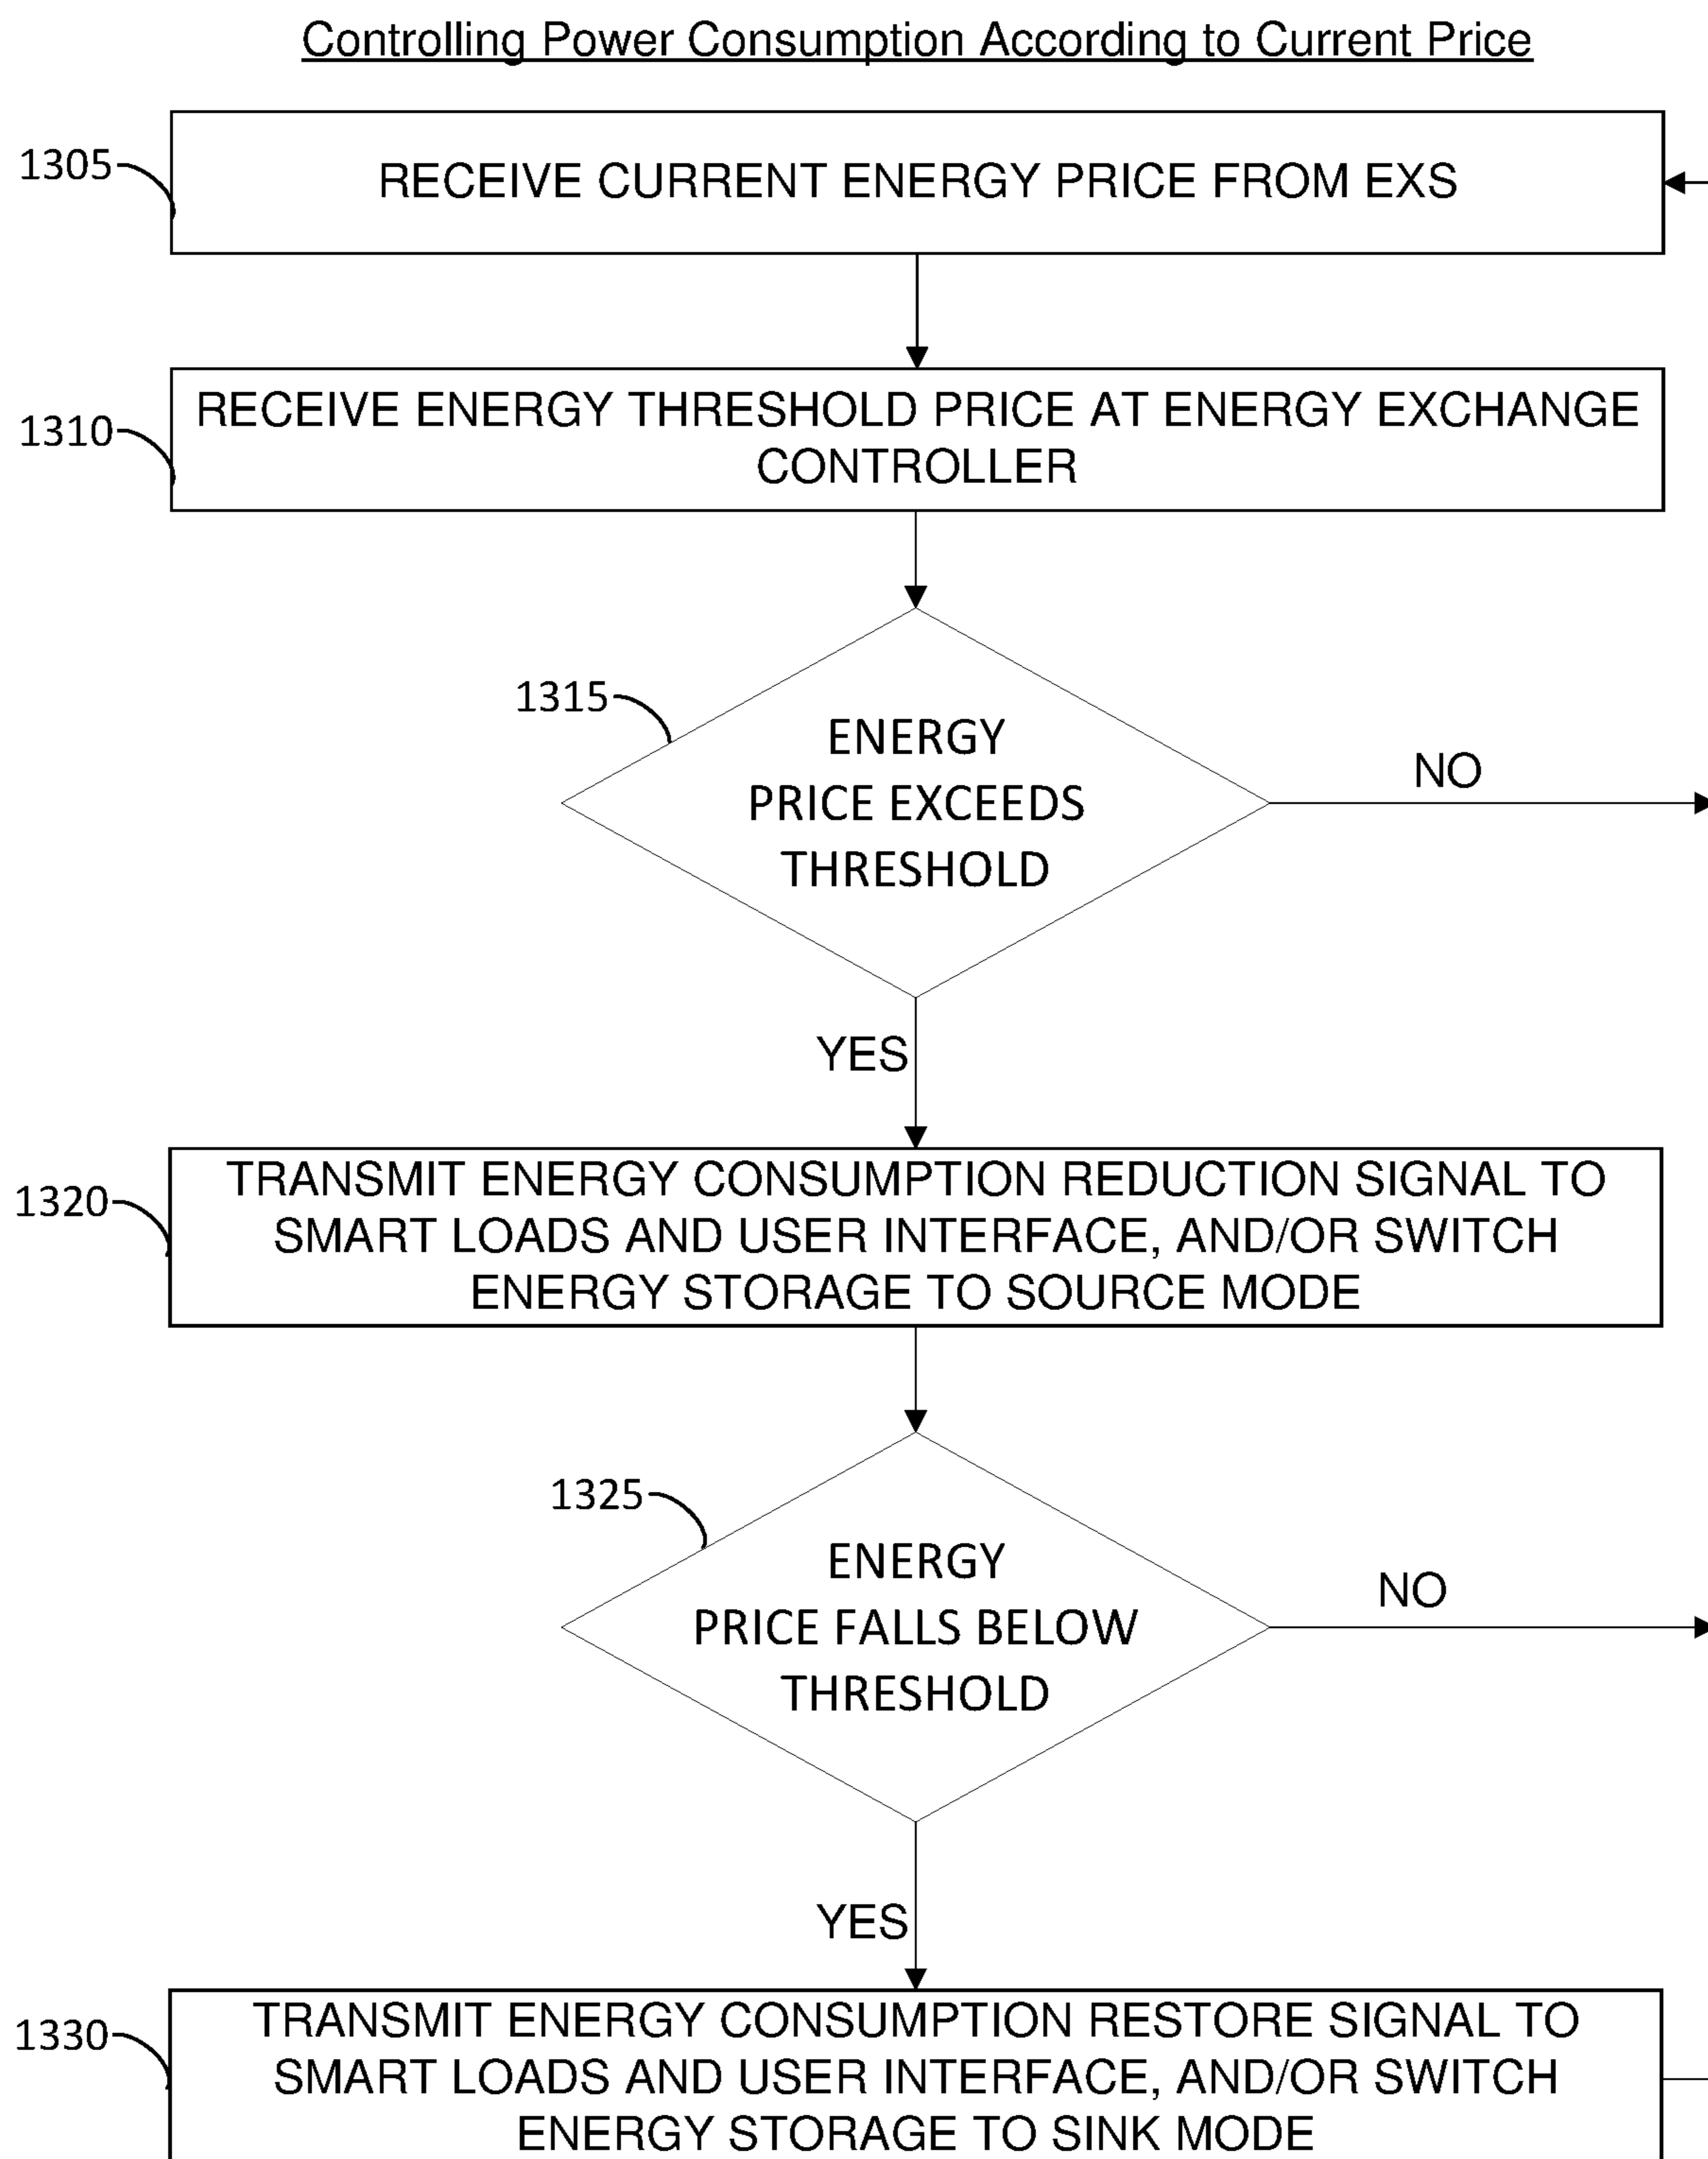 Controlling Power Consumption According to Current Price
1305
RECEIVE CURRENT ENERGY PRICE FROM EXS
1310
RECEIVE ENERGY THRESHOLD PRICE AT ENERGY EXCHANGE
CONTROLLER
1315
ENERGY
PRICE EXCEEDS
THRESHOLD
NO
YES
1320
TRANSMIT ENERGY CONSUMPTION REDUCTION SIGNAL TO
SMART LOADS AND USER INTERFACE, AND/OR SWITCH
ENERGY STORAGE TO SOURCE MODE
1325
ENERGY
PRICE FALLS BELOW
THRESHOLD
NO
YES
1330
TRANSMIT ENERGY CONSUMPTION RESTORE SIGNAL TO
SMART LOADS AND USER INTERFACE, AND/OR SWITCH
ENERGY STORAGE TO SINK MODE